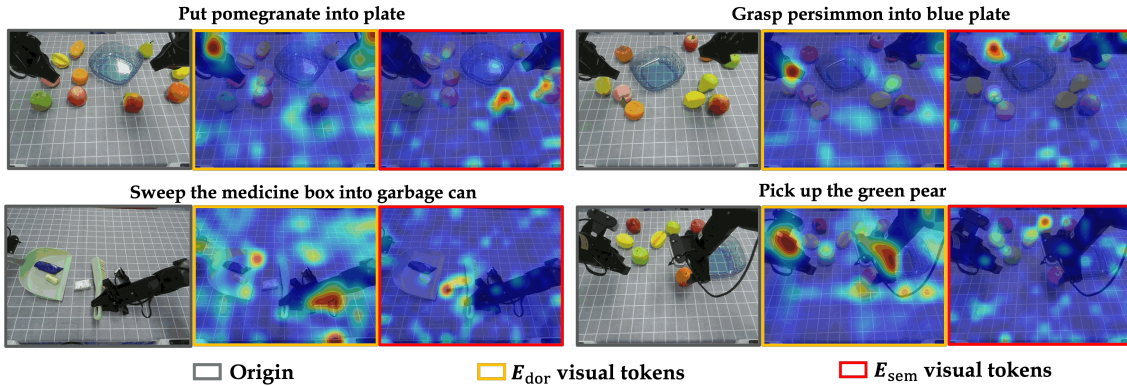 Put pomegranate into plate
Grasp persimmon into blue plate
Sweep the medicine box into garbage can
Pick up the green pear
Origin
E_dor visual tokens
E_sem visual tokens